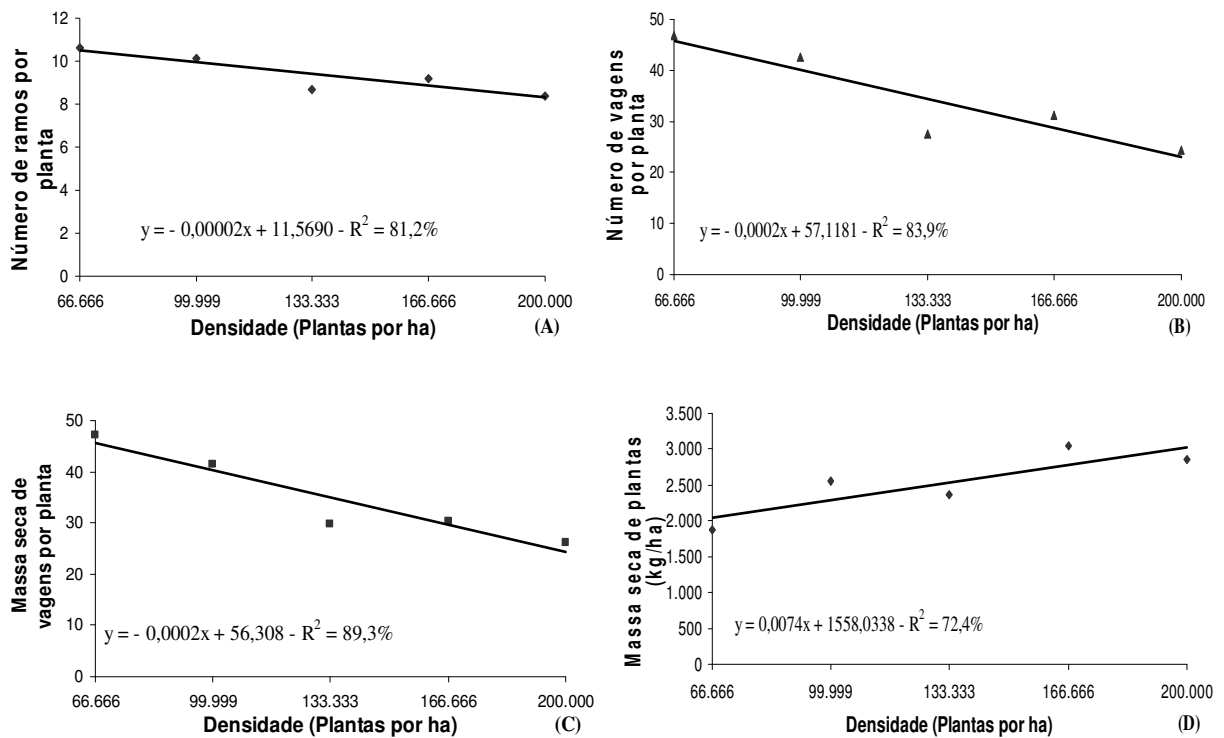 Número de ramos por
planta
12
10
8
6
4
2
0
y = - 0,00002x + 11,5690 - R² = 81,2%
66.666 99.999 133.333 166.666 200.000
Densidade (Plantas por ha) (A)
Número de vagens
por planta
50
40
30
20
10
0
y = -0,0002x + 57,1181 - R² = 83,9%
66.666 99.999 133.333 166.666 200.000
Densidade (Plantas por ha) (B)
Massa seca de
vagens por planta
50
40
30
20
10
0
y = - 0,0002x + 56,308 - R² = 89,3%
66.666 99.999 133.333 166.666 200.000
Densidade (Plantas por ha) (C)
Massa seca de plantas
(kg/ha)
3.500
3.000
2.500
2.000
1.500
1.000
500
0
y = 0,0074x + 1558,0338 - R² = 72,4%
66.666 99.999 133.333 166.666 200.000
Densidade (Plantas por ha) (D)